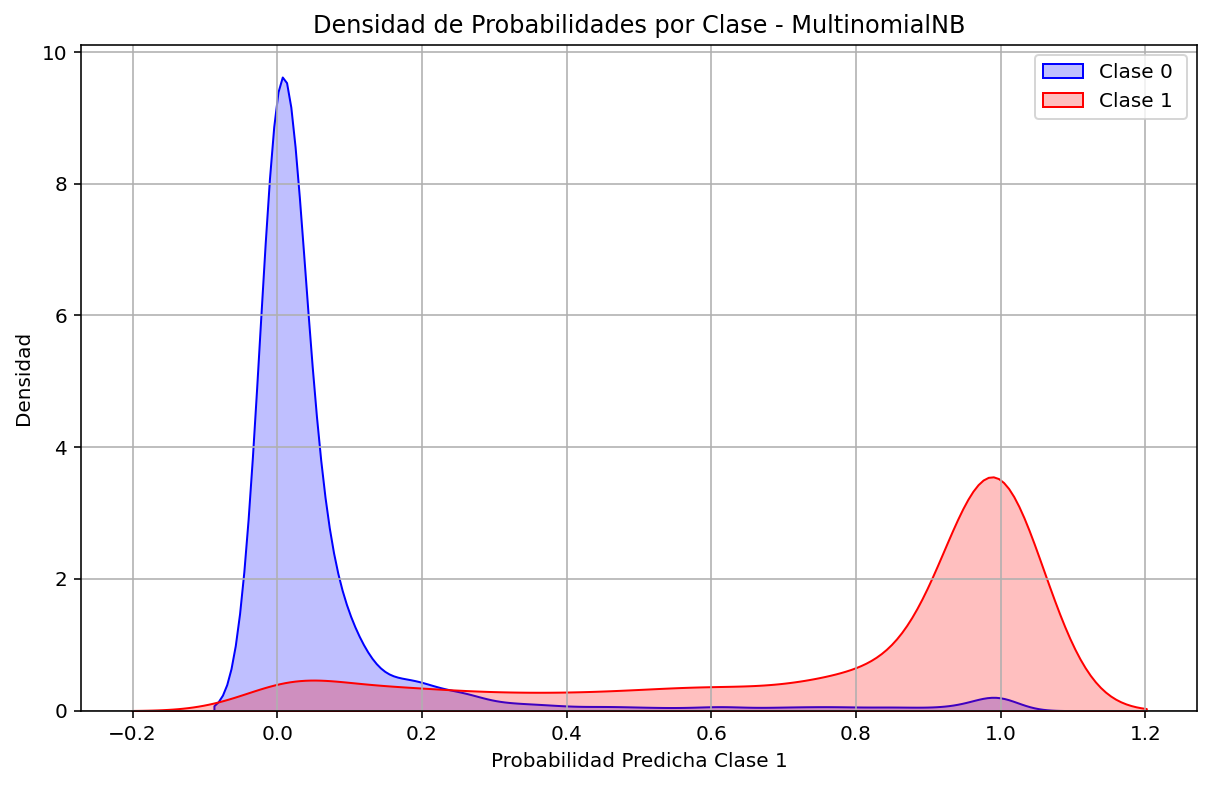 Densidad de Probabilidades por Clase - MultinomialNB
Clase 0
Clase 1
Densidad
10
8
6
4
2
0
−0.2 0.0 0.2 0.4 0.6 0.8 1.0 1.2
Probabilidad Predicha Clase 1